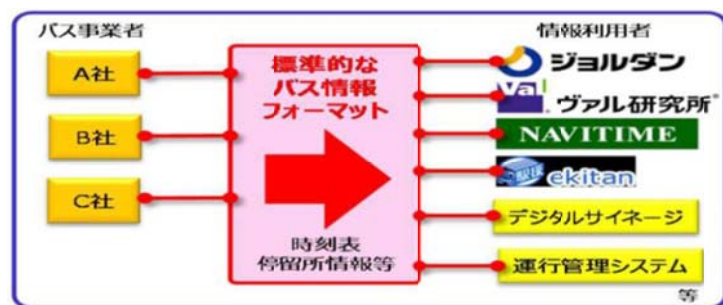 バス事業者
A社
B社
C社
標準的な
バス情報
フォーマット
時刻表
停留所情報等
情報利用者
ジョルダン
Val
ヴァル研究所
NAVITIME
ekitan
デジタルサイネージ
運行管理システム
等